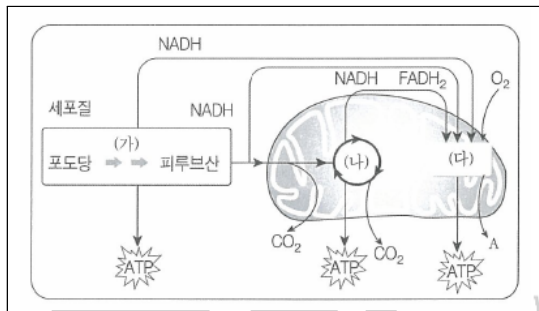 NADH
NADH FADH₂ O₂
세포질 NADH
(가)
포도당 피루브산 (나) (다)
CO₂ CO₂ A
ATP ATP ATP